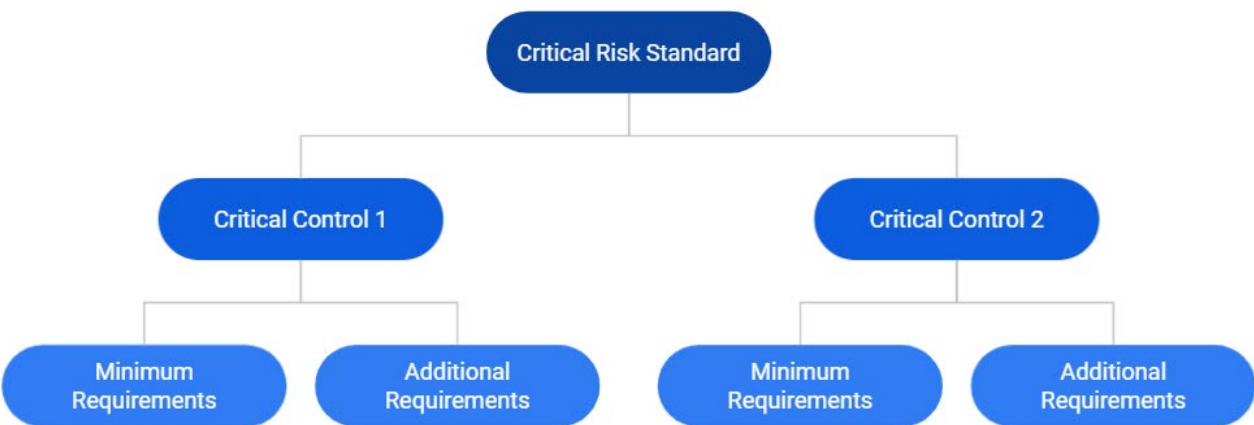 Critical Risk Standard
Critical Control 1
Critical Control 2
Minimum
Requirements
Additional
Requirements
Minimum
Requirements
Additional
Requirements